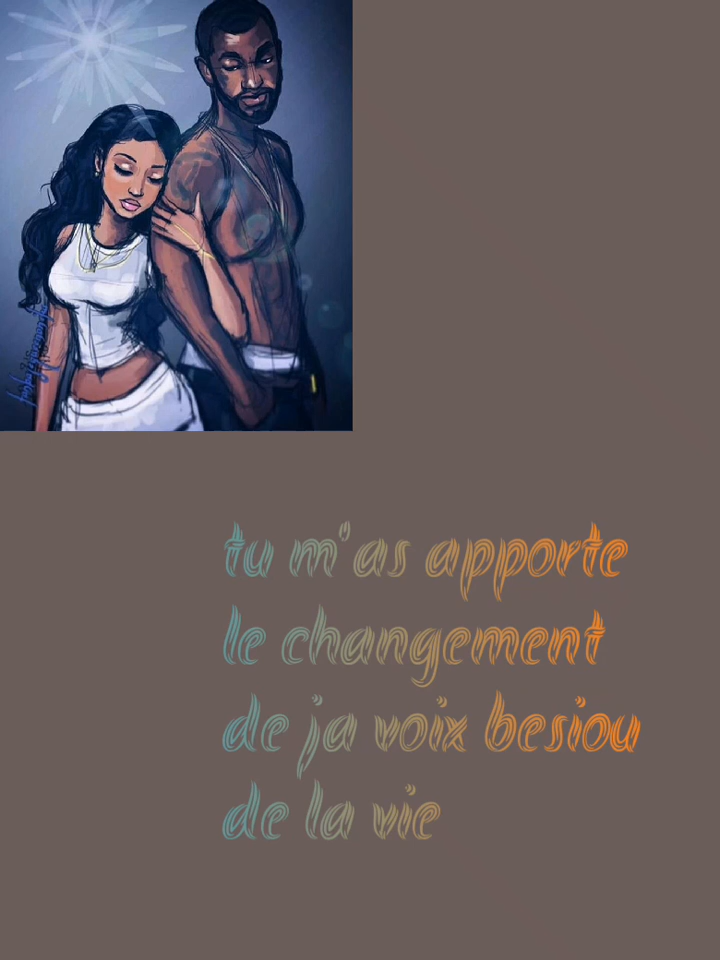 tu m'as apporte
le changement
de ja voix besiou
de la vie